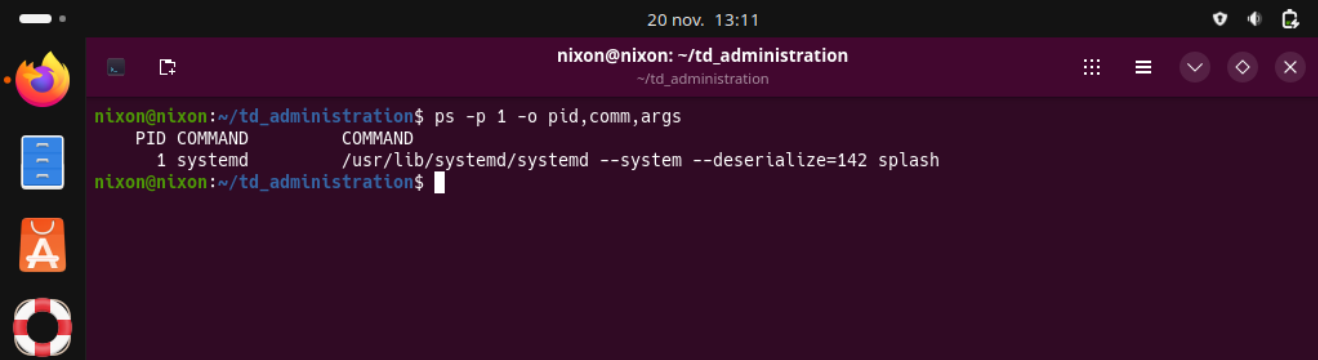 20 nov. 13:11
nixon@nixon: ~/td_administration
~/td_administration
nixon@nixon:~/td_administration$ ps -p 1 -o pid,comm,args
    PID COMMAND         COMMAND
      1 systemd         /usr/lib/systemd/systemd --system --deserialize=142 splash
nixon@nixon:~/td_administration$